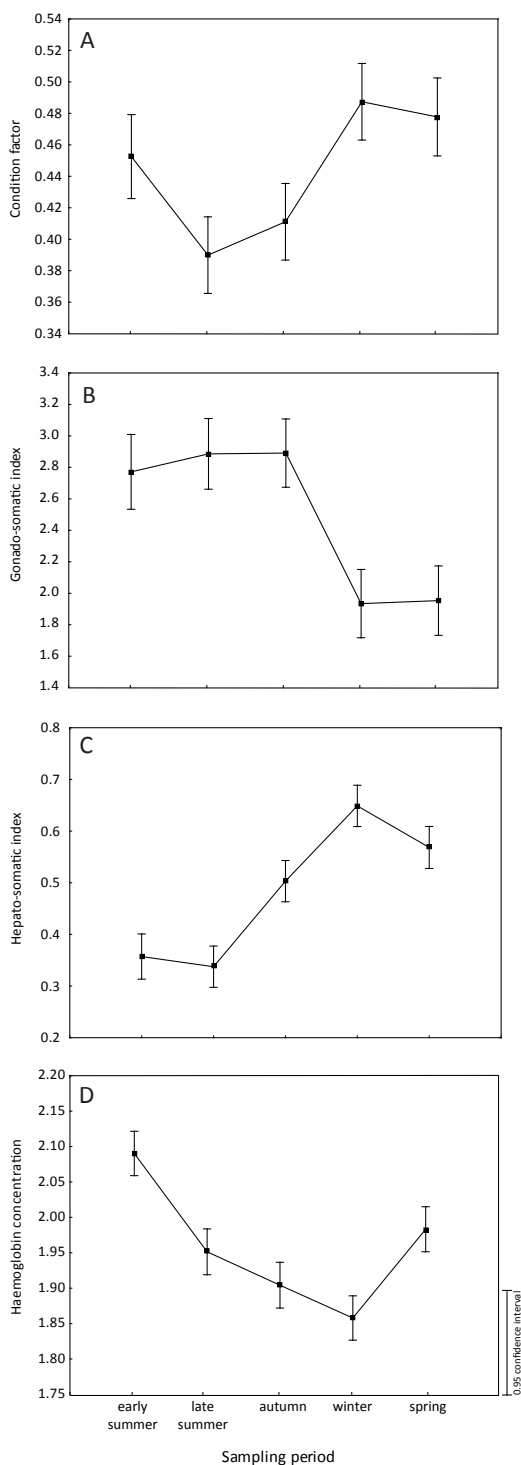 A
0.54
0.52
0.50
0.48
0.46
0.44
0.42
0.40
0.38
0.36
0.34
Condition factor
B
3.4
3.2
3.0
2.8
2.6
2.4
2.2
2.0
1.8
1.6
1.4
Gonado-somatic index
C
0.8
0.7
0.6
0.5
0.4
0.3
0.2
Hepato-somatic index
D
2.20
2.15
2.10
2.05
2.00
1.95
1.90
1.85
1.80
1.75
Haemoglobin concentration
0.95 confidence interval
early summer
late summer
autumn
winter
spring
Sampling period